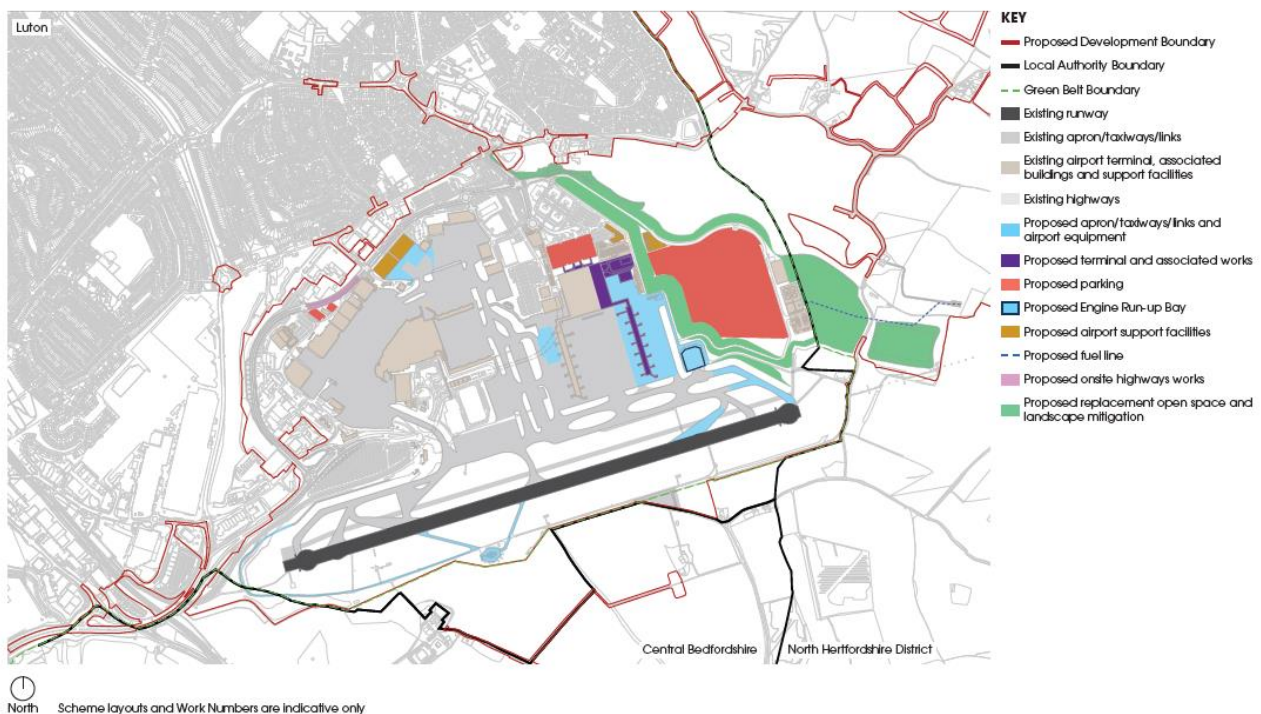 Luton
KEY
Proposed Development Boundary
Local Authority Boundary
Green Belt Boundary
Existing runway
Existing apron/taxiways/links
Existing airport terminal, associated
buildings and support facilities
Existing highways
Proposed apron/taxiways/links and
airport equipment
Proposed terminal and associated works
Proposed parking
Proposed Engine Run-up Bay
Proposed airport support facilities
Proposed fuel line
Proposed onsite highways works
Proposed replacement open space and
landscape mitigation
Central Bedfordshire
North Hertfordshire District
North
Scheme layouts and Work Numbers are indicative only